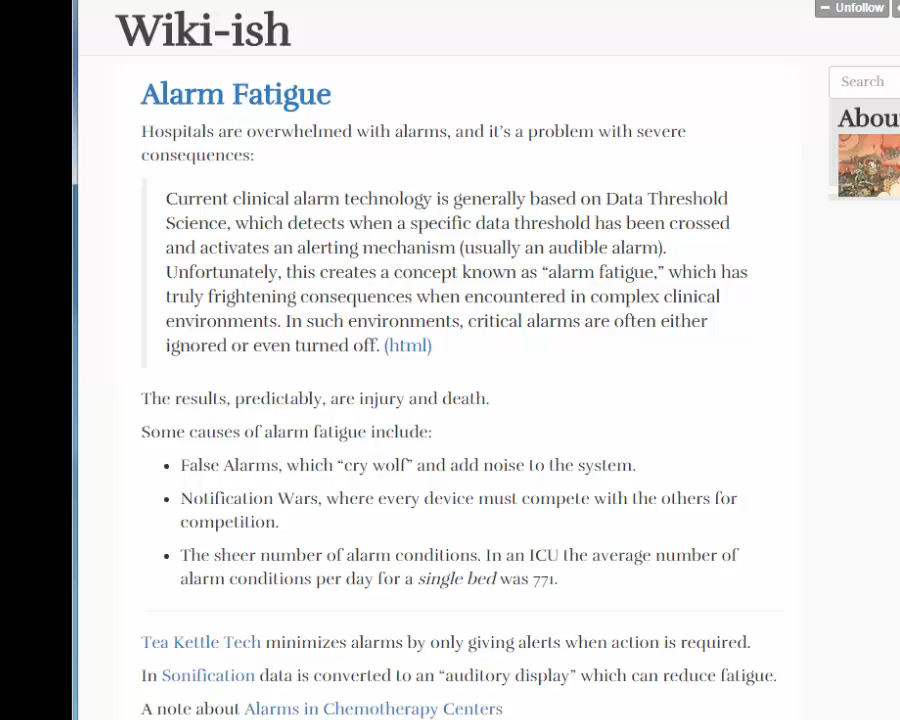 Unfollow
Wiki-ish
Search
Alarm Fatigue
Hospitals are overwhelmed with alarms, and it's a problem with severe
consequences:
Current clinical alarm technology is generally based on Data Threshold
Science, which detects when a specific data threshold has been crossed
and activates an alerting mechanism (usually an audible alarm).
Unfortunately, this creates a concept known as “alarm fatigue,” which has
truly frightening consequences when encountered in complex clinical
environments. In such environments, critical alarms are often either
ignored or even turned off. (html)
The results, predictably, are injury and death.
Some causes of alarm fatigue include:
• False Alarms, which “cry wolf” and add noise to the system.
• Notification Wars, where every device must compete with the others for
competition.
• The sheer number of alarm conditions. In an ICU the average number of
alarm conditions per day for a single bed was 771.
Tea Kettle Tech minimizes alarms by only giving alerts when action is required.
In Sonification data is converted to an “auditory display” which can reduce fatigue.
A note about Alarms in Chemotherapy Centers